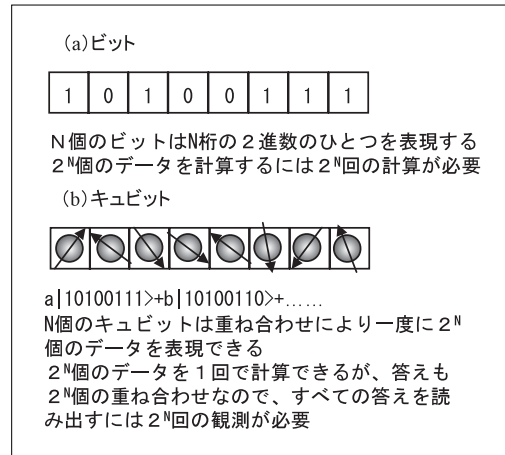 (a)ビット
1 0 1 0 0 1 1 1
N個のビットはN桁の2進数のひとつを表現する
2ᴺ個のデータを計算するには2ᴺ回の計算が必要
(b)キュビット
a|10100111>+b|10100110>+......
N個のキュビットは重ね合わせにより一度に2ᴺ
個のデータを表現できる
2ᴺ個のデータを1回で計算できるが、答えも
2ᴺ個の重ね合わせなので、すべての答えを読
み出すには2ᴺ回の観測が必要